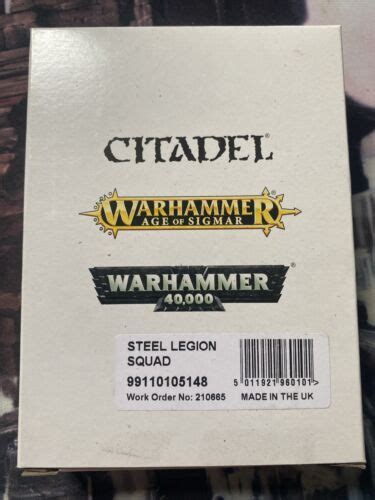 CITADEL
WARHAMMER
AGE OF SIGMAR
®
WARHAMMER
®
40,000
STEEL LEGION
SQUAD
99110105148
5 011921 960101 >
Work Order No: 210665
MADE IN THE UK